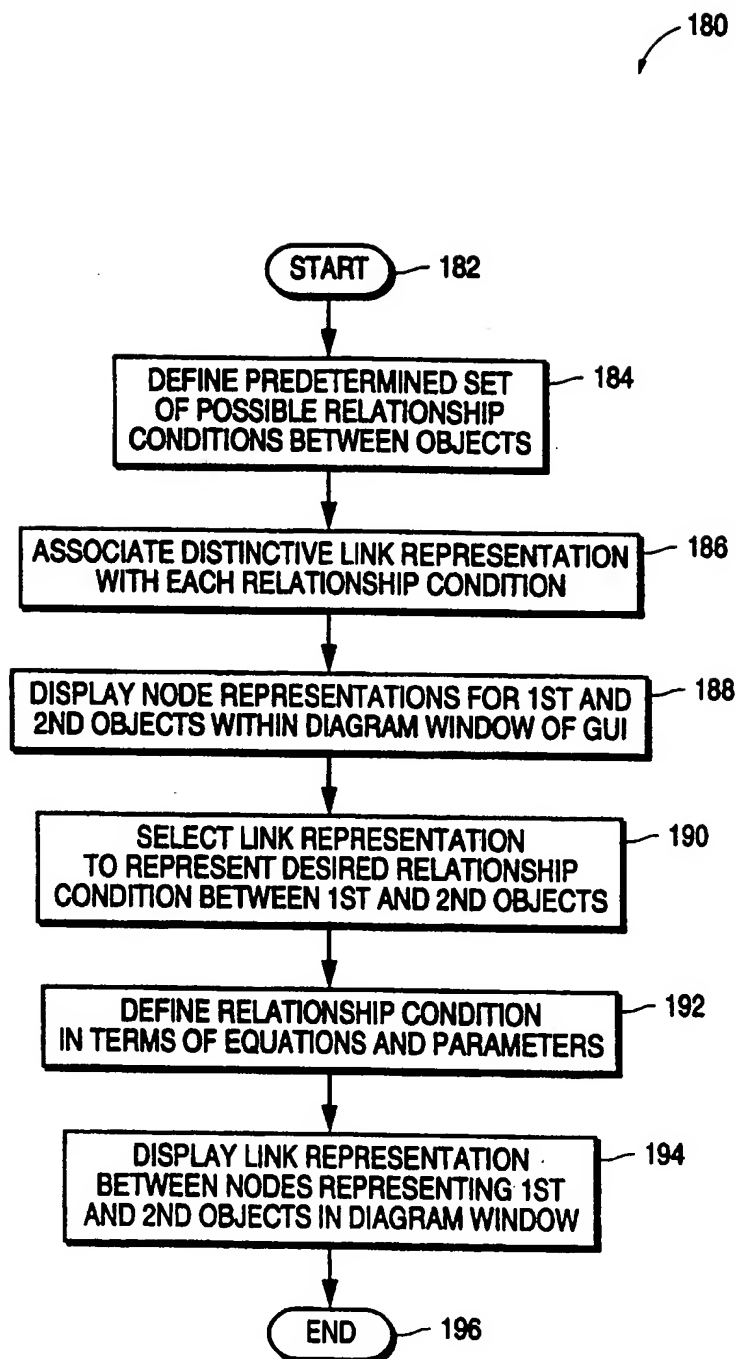 180
START
182
DEFINE PREDETERMINED SET
OF POSSIBLE RELATIONSHIP
CONDITIONS BETWEEN OBJECTS
184
ASSOCIATE DISTINCTIVE LINK REPRESENTATION
WITH EACH RELATIONSHIP CONDITION
186
DISPLAY NODE REPRESENTATIONS FOR 1ST AND
2ND OBJECTS WITHIN DIAGRAM WINDOW OF GUI
188
SELECT LINK REPRESENTATION
TO REPRESENT DESIRED RELATIONSHIP
CONDITION BETWEEN 1ST AND 2ND OBJECTS
190
DEFINE RELATIONSHIP CONDITION
IN TERMS OF EQUATIONS AND PARAMETERS
192
DISPLAY LINK REPRESENTATION
BETWEEN NODES REPRESENTING 1ST
AND 2ND OBJECTS IN DIAGRAM WINDOW
194
END
196